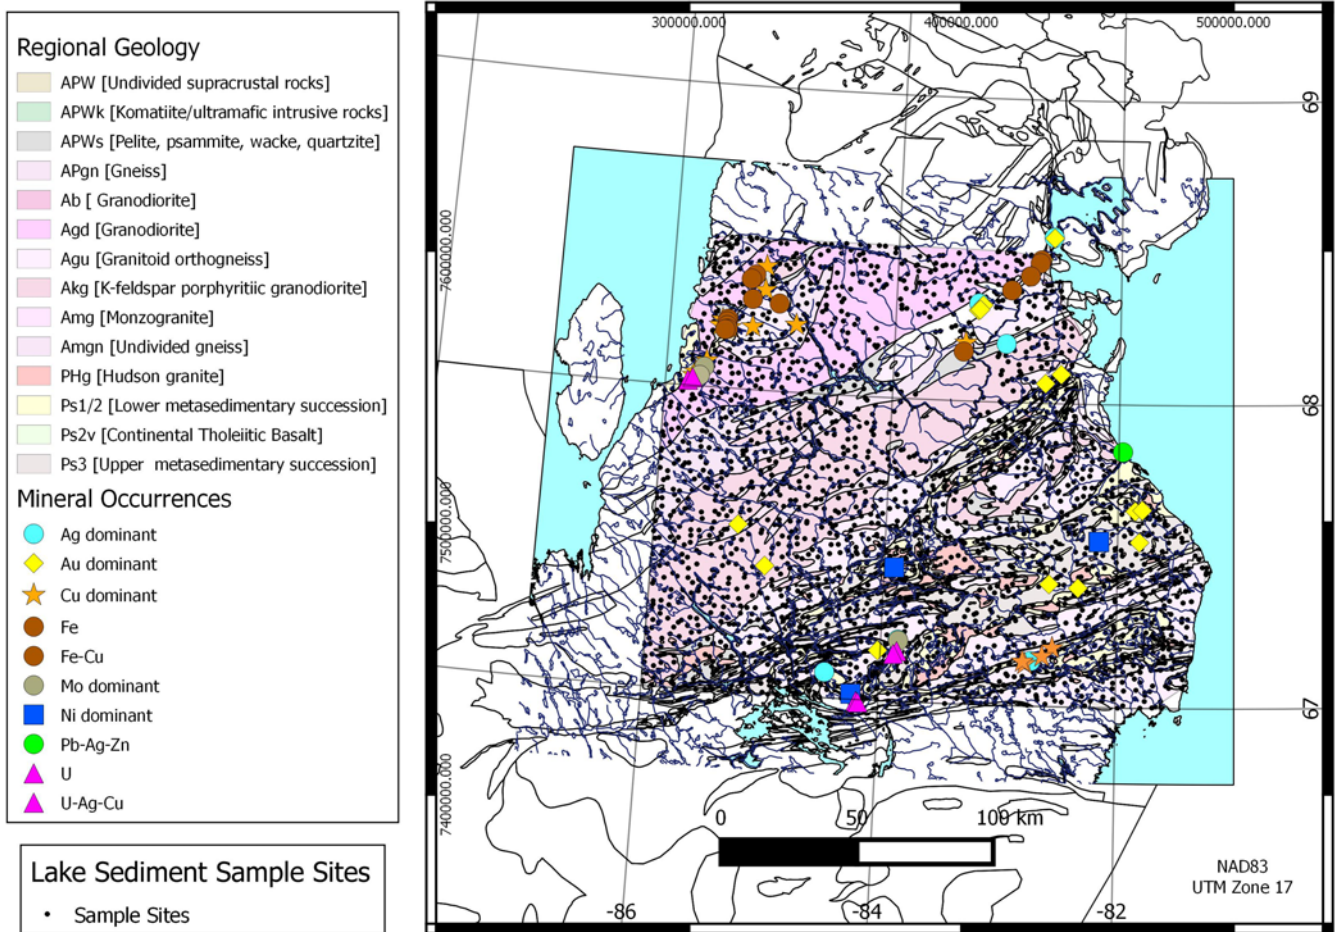 Regional Geology
APW [Undivided supracrustal rocks]
APWk [Komatiite/ultramafic intrusive rocks]
APWs [Pelite, psammite, wacke, quartzite]
APgn [Gneiss]
Ab [ Granodiorite]
Agd [Granodiorite]
Agu [Granitoid orthogneiss]
Akg [K-feldspar porphyritiic granodiorite]
Amg [Monzogranite]
Amgn [Undivided gneiss]
PHg [Hudson granite]
Ps1/2 [Lower metasedimentary succession]
Ps2v [Continental Tholeiitic Basalt]
Ps3 [Upper metasedimentary succession]
Mineral Occurrences
Ag dominant
Au dominant
Cu dominant
Fe
Fe-Cu
Mo dominant
Ni dominant
Pb-Ag-Zn
U
U-Ag-Cu
Lake Sediment Sample Sites
Sample Sites
300000.000
400000.000
500000.000
7600000.000
7500000.000
7400000.000
69
68
67
0
50
100 km
NAD83
UTM Zone 17
-86
-84
-82